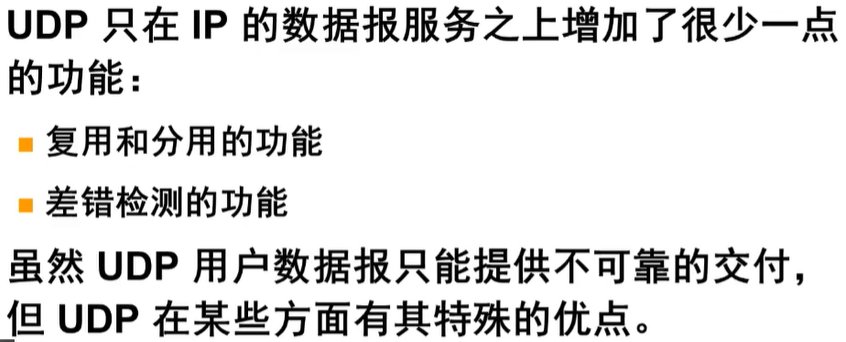 UDP 只在 IP 的数据报服务之上增加了很少一点
的功能：
复用和分用的功能
差错检测的功能
虽然 UDP 用户数据报只能提供不可靠的交付，
但 UDP 在某些方面有其特殊的优点。